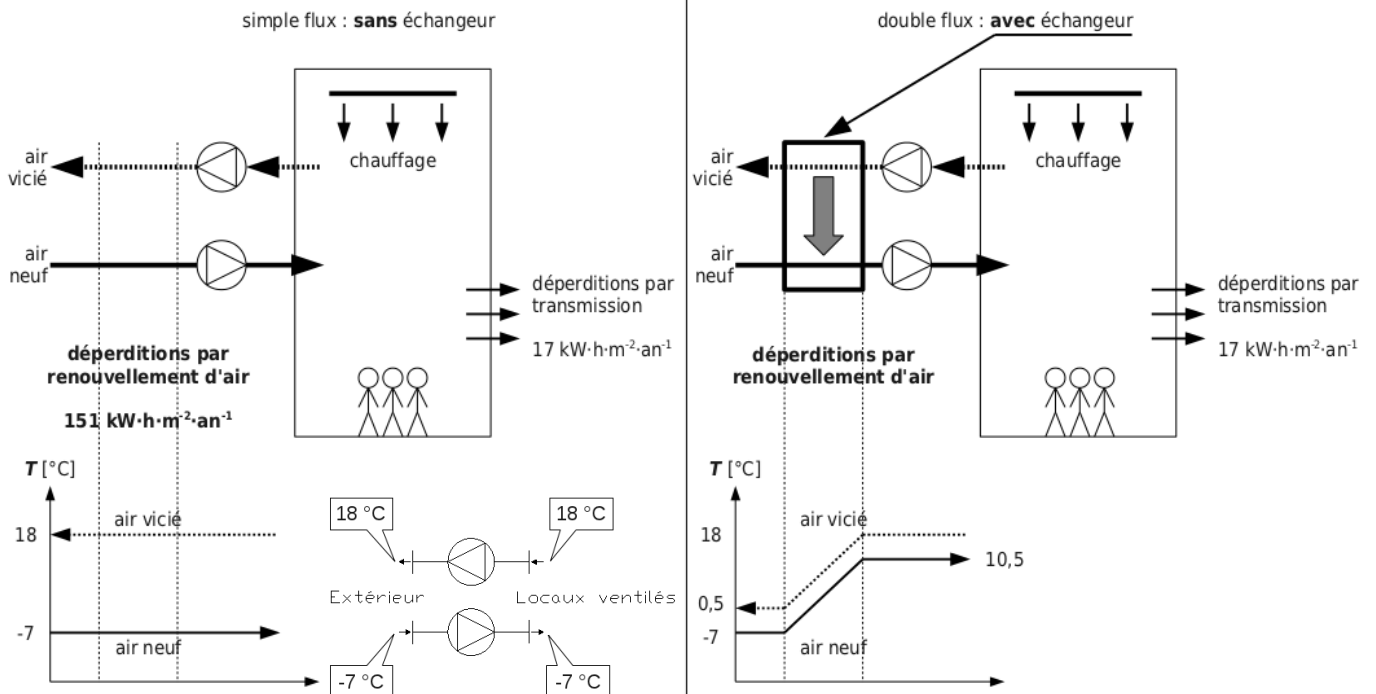 simple flux : sans échangeur
air
vicié
chauffage
air
neuf
déperditions par
transmission
17 kW·h·m⁻²·an⁻¹
déperditions par
renouvellement d'air
151 kW·h·m⁻²·an⁻¹
T [°C]
18
air vicié
-7
air neuf
18 °C
18 °C
Extérieur
Locaux ventilés
-7 °C
-7 °C
double flux : avec échangeur
air
vicié
chauffage
air
neuf
déperditions par
transmission
17 kW·h·m⁻²·an⁻¹
déperditions par
renouvellement d'air
T [°C]
18
air vicié
10,5
0,5
-7
air neuf